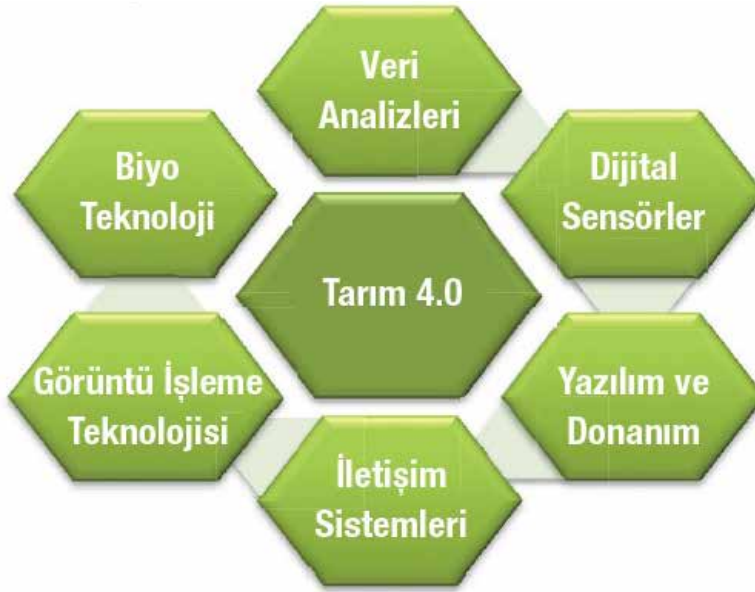 Veri
Analizleri
Biyo
Teknoloji
Dijital
Sensörler
Tarım 4.0
Görüntü İşleme
Teknolojisi
Yazılım ve
Donanım
İletişim
Sistemleri